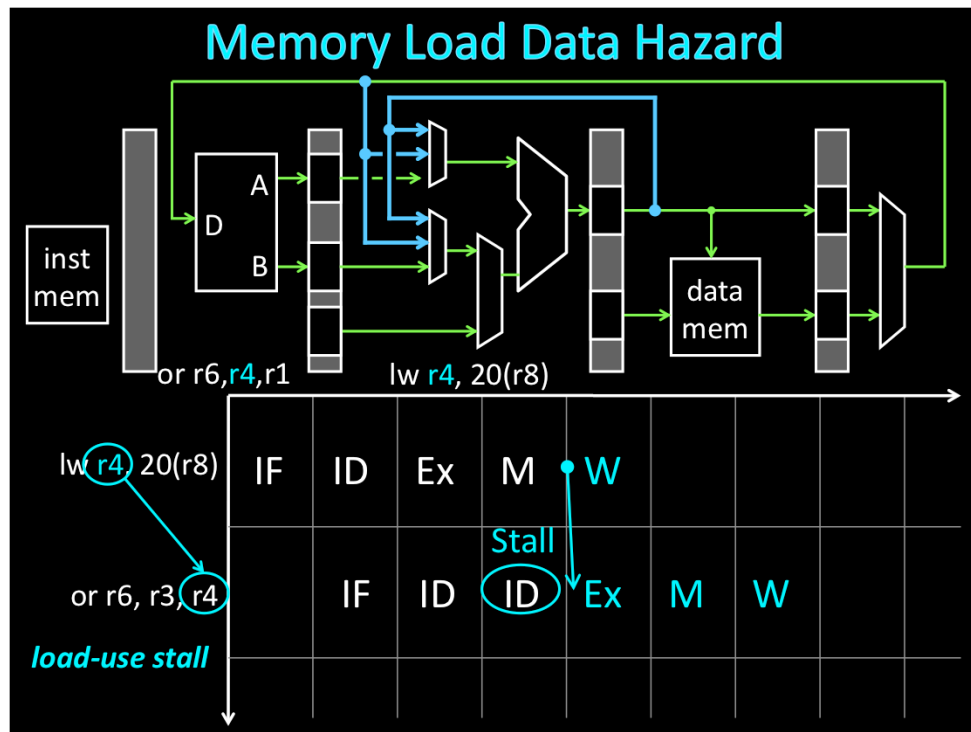 Memory Load Data Hazard
A
D
B
inst
mem
data
mem
or r6,r4,r1
lw r4, 20(r8)
lw r4, 20(r8)
IF ID Ex M W
Stall
or r6, r3, r4
IF ID ID Ex M W
load-use stall